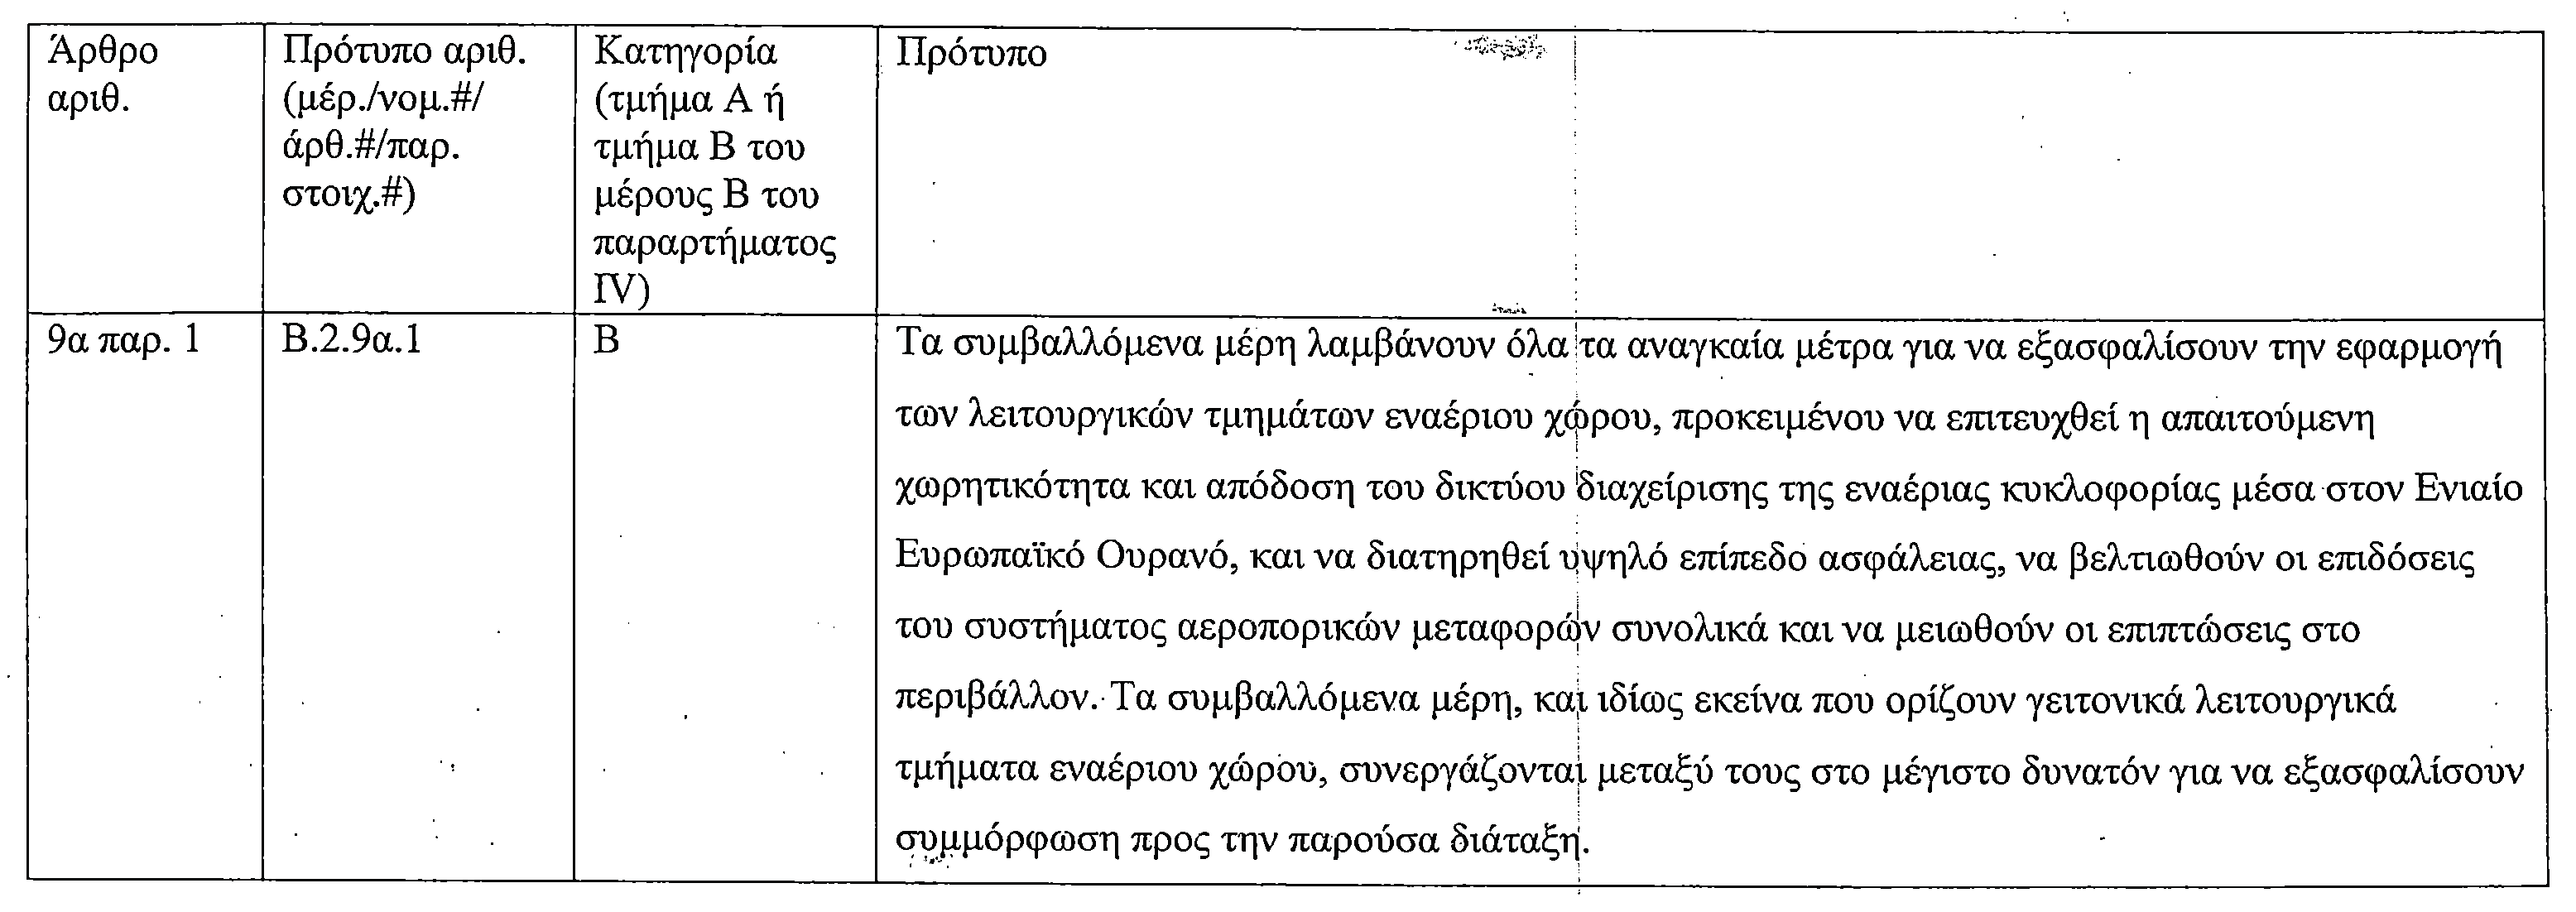 Άρθρο αριθ.
Πρότυπο αριθ. (μέρ./νομ.#/ άρθ.#/παρ. στοιχ.#)
Κατηγορία (τμήμα Α ή τμήμα Β του μέρους Β του παραρτήματος IV)
Πρότυπο
9α παρ. 1
Β.2.9α.1
Β
Τα συμβαλλόμενα μέρη λαμβάνουν όλα τα αναγκαία μέτρα για να εξασφαλίσουν την εφαρμογή
των λειτουργικών τμημάτων εναέριου χώρου, προκειμένου να επιτευχθεί η απαιτούμενη
χωρητικότητα και απόδοση του δικτύου διαχείρισης της εναέριας κυκλοφορίας μέσα στον Ενιαίο
Ευρωπαϊκό Ουρανό, και να διατηρηθεί υψηλό επίπεδο ασφάλειας, να βελτιωθούν οι επιδόσεις
του συστήματος αεροπορικών μεταφορών συνολικά και να μειωθούν οι επιπτώσεις στο
περιβάλλον. Τα συμβαλλόμενα μέρη, και ιδίως εκείνα που ορίζουν γειτονικά λειτουργικά
τμήματα εναέριου χώρου, συνεργάζονται μεταξύ τους στο μέγιστο δυνατόν για να εξασφαλίσουν
συμμόρφωση προς την παρούσα διάταξη.